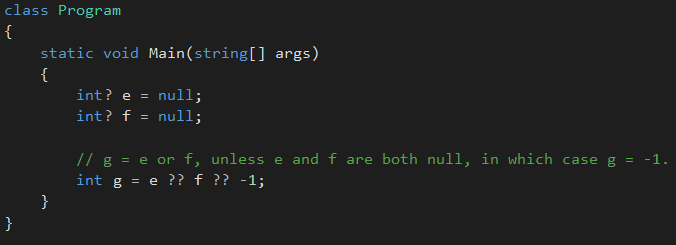 class Program
{
    static void Main(string[] args)
    {
        int? e = null;
        int? f = null;

        // g = e or f, unless e and f are both null, in which case g = -1.
        int g = e ?? f ?? -1;
    }
}